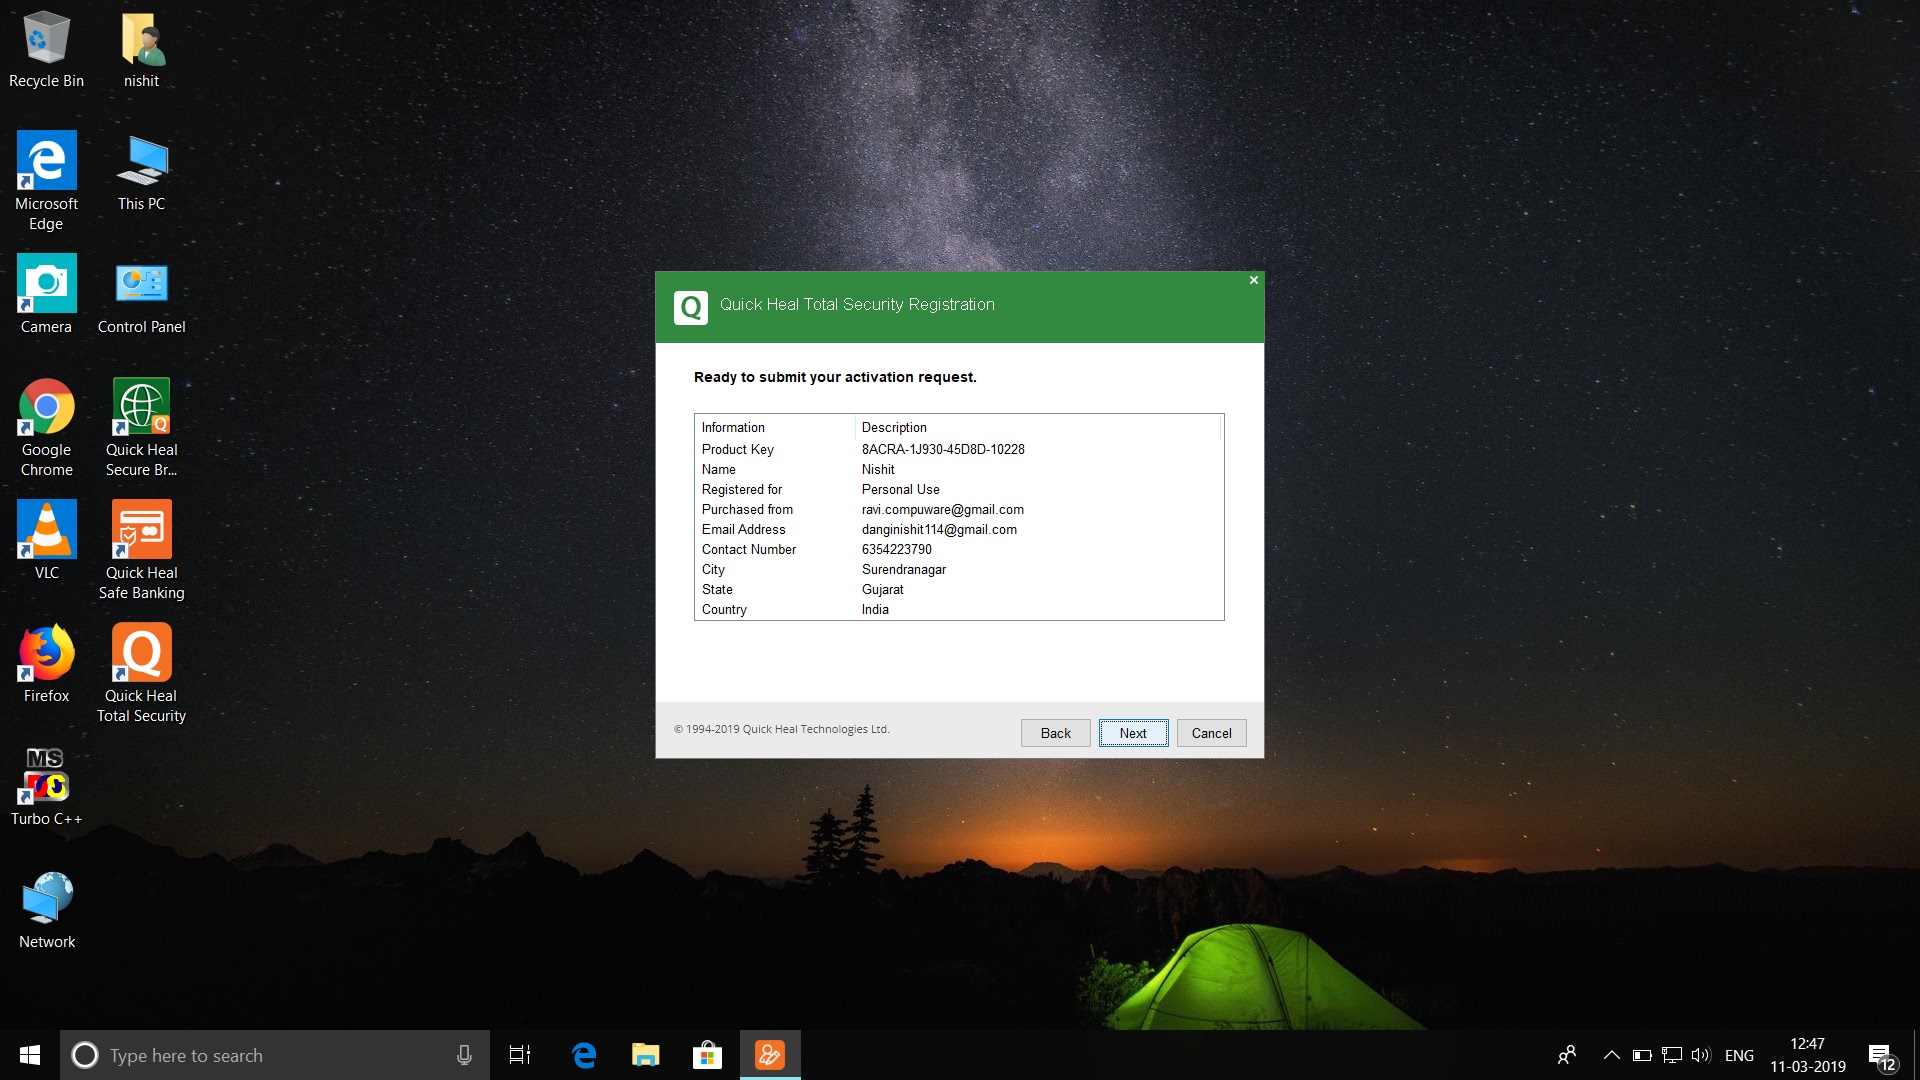 Recycle Bin
nishit
Microsoft
Edge
This PC
Camera
Control Panel
Google
Chrome
Quick Heal
Secure Br...
VLC
Quick Heal
Safe Banking
Firefox
Quick Heal
Total Security
MS
Turbo C++
Network
Q
Quick Heal Total Security Registration
Ready to submit your activation request.
Information Description
Product Key 8ACRA-1J930-45D8D-10228
Name Nishit
Registered for Personal Use
Purchased from ravi.compuware@gmail.com
Email Address danginishit114@gmail.com
Contact Number 6354223790
City Surendranagar
State Gujarat
Country India
© 1994-2019 Quick Heal Technologies Ltd.
Back Next Cancel
Type here to search
ENG
12:47
11-03-2019
12